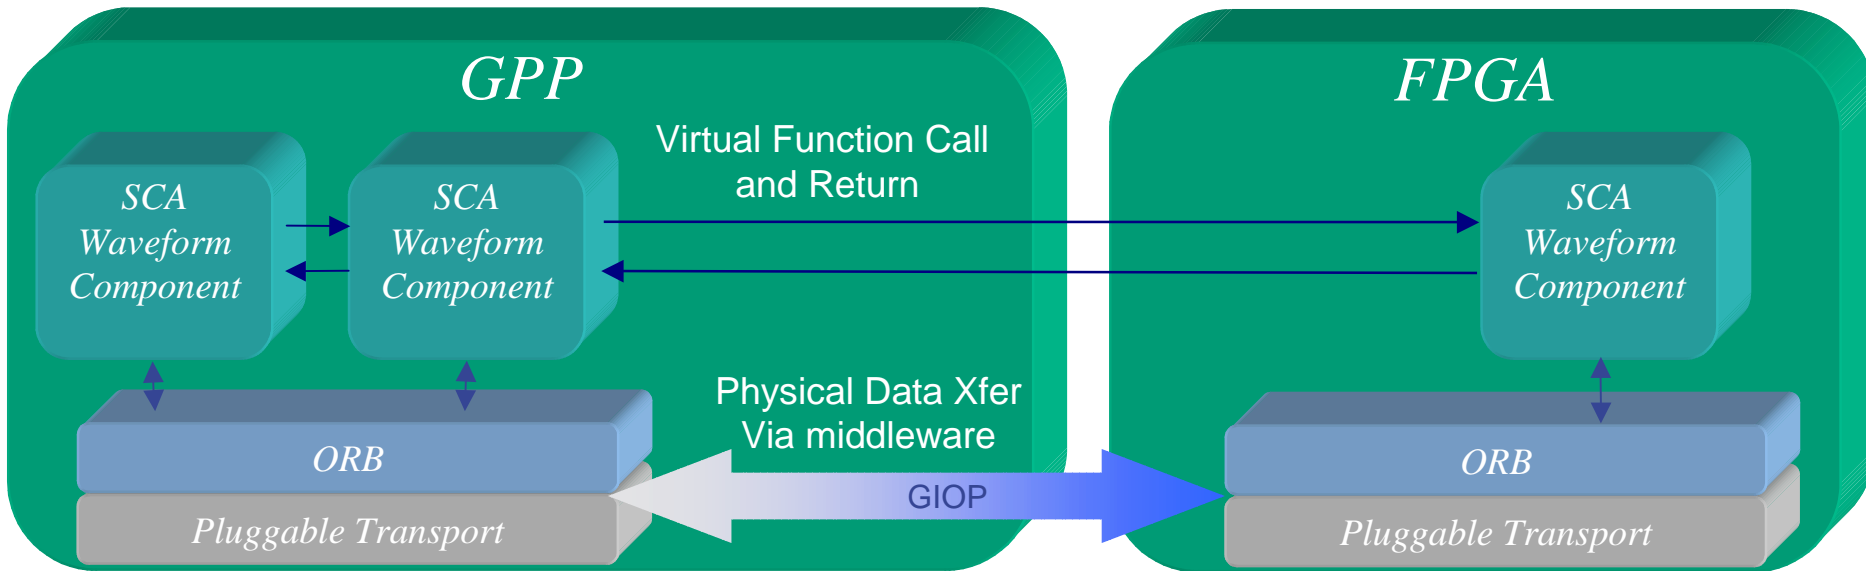 GPP
FPGA
Virtual Function Call
and Return
SCA
Waveform
Component
SCA
Waveform
Component
SCA
Waveform
Component
Physical Data Xfer
Via middleware
ORB
GIOP
ORB
Pluggable Transport
Pluggable Transport